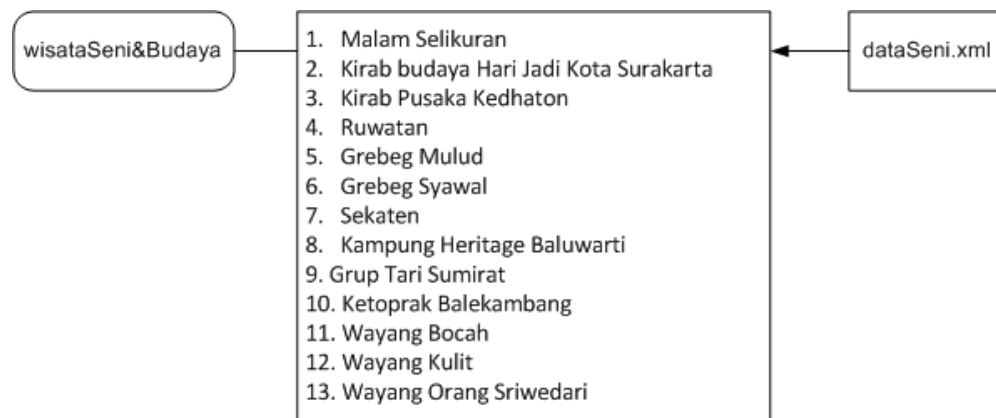 wisataSeni&Budaya
1. Malam Selikuran
2. Kirab budaya Hari Jadi Kota Surakarta
3. Kirab Pusaka Kedhaton
4. Ruwatan
5. Grebeg Mulud
6. Grebeg Syawal
7. Sekaten
8. Kampung Heritage Baluwarti
9. Grup Tari Sumirat
10. Ketoprak Balekambang
11. Wayang Bocah
12. Wayang Kulit
13. Wayang Orang Sriwedari
dataSeni.xml